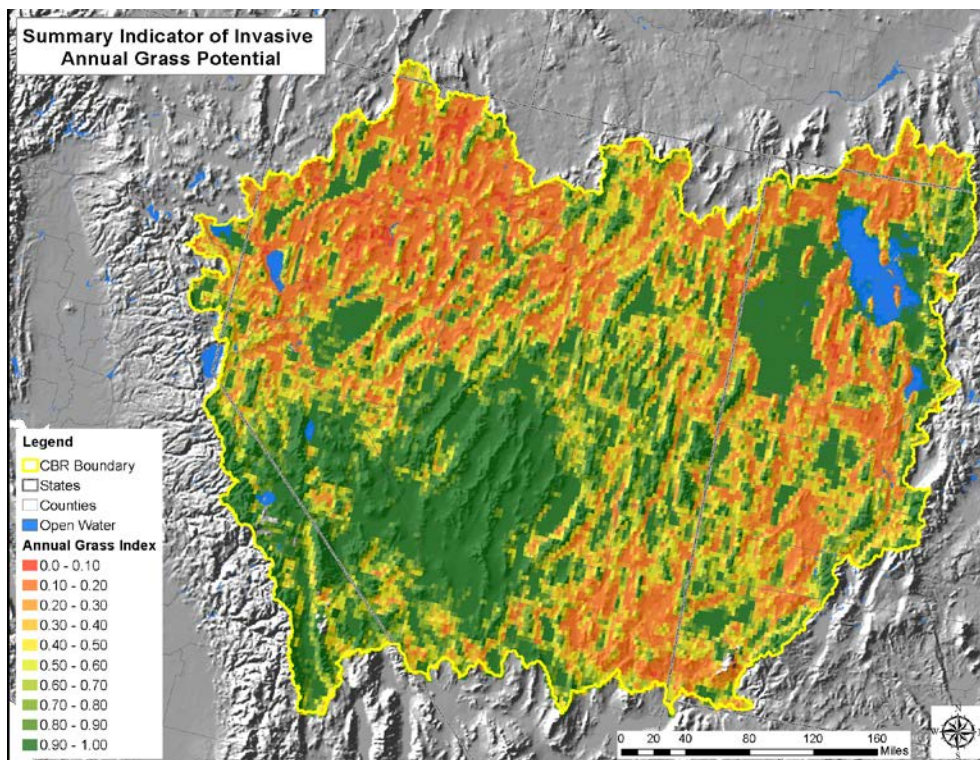 Summary Indicator of Invasive
Annual Grass Potential
Legend
CBR Boundary
States
Counties
Open Water
Annual Grass Index
0.0 - 0.10
0.10 - 0.20
0.20 - 0.30
0.30 - 0.40
0.40 - 0.50
0.50 - 0.60
0.60 - 0.70
0.70 - 0.80
0.80 - 0.90
0.90 - 1.00
0 20 40 80 120 160
Miles
N
W